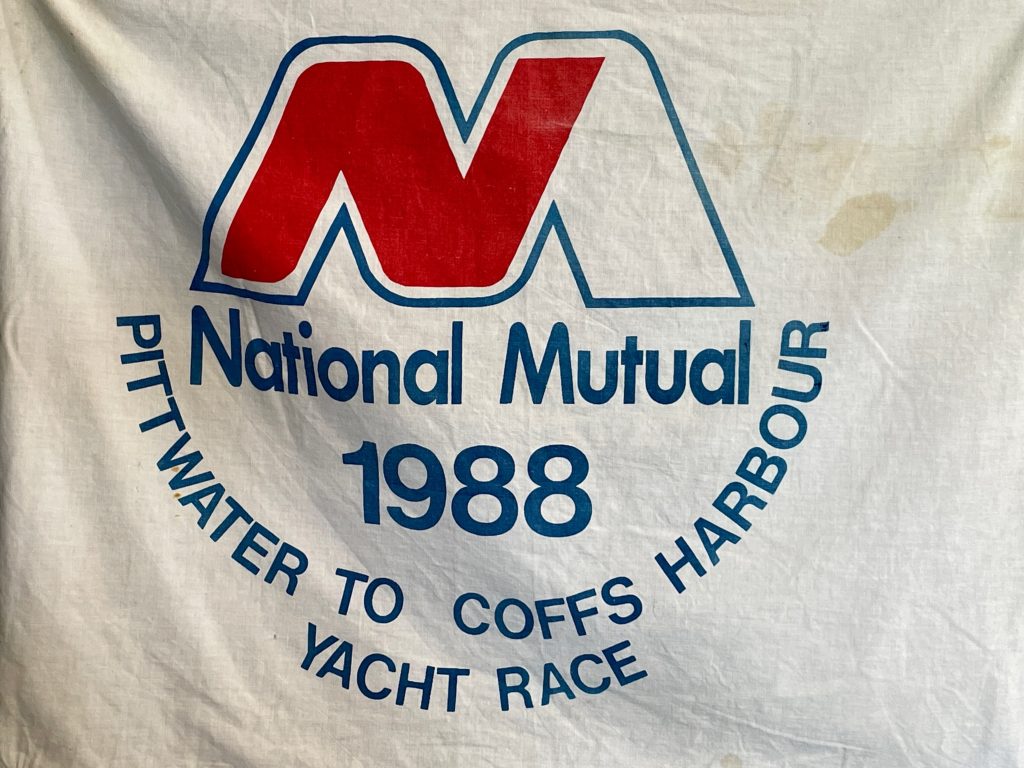 National Mutual
1988
PITTWATER TO COFFS HARBOUR
YACHT RACE